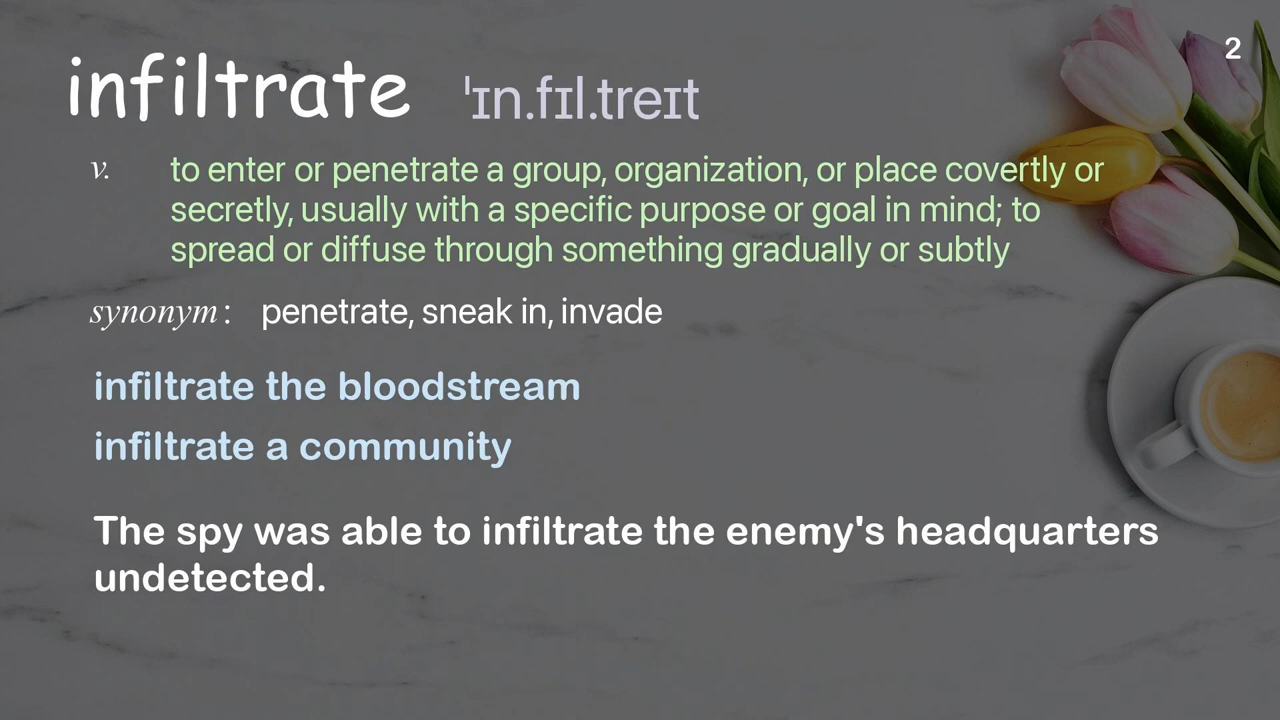 2
infiltrate ˈɪn.fɪl.treɪt
v. to enter or penetrate a group, organization, or place covertly or
secretly, usually with a specific purpose or goal in mind; to
spread or diffuse through something gradually or subtly
synonym: penetrate, sneak in, invade
infiltrate the bloodstream
infiltrate a community
The spy was able to infiltrate the enemy's headquarters
undetected.